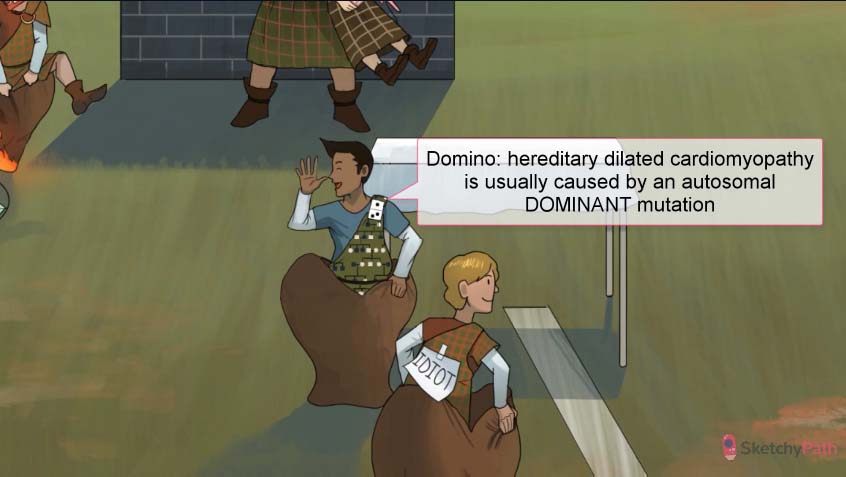 Domino: hereditary dilated cardiomyopathy
is usually caused by an autosomal
DOMINANT mutation
IDIOT
SketchyPath